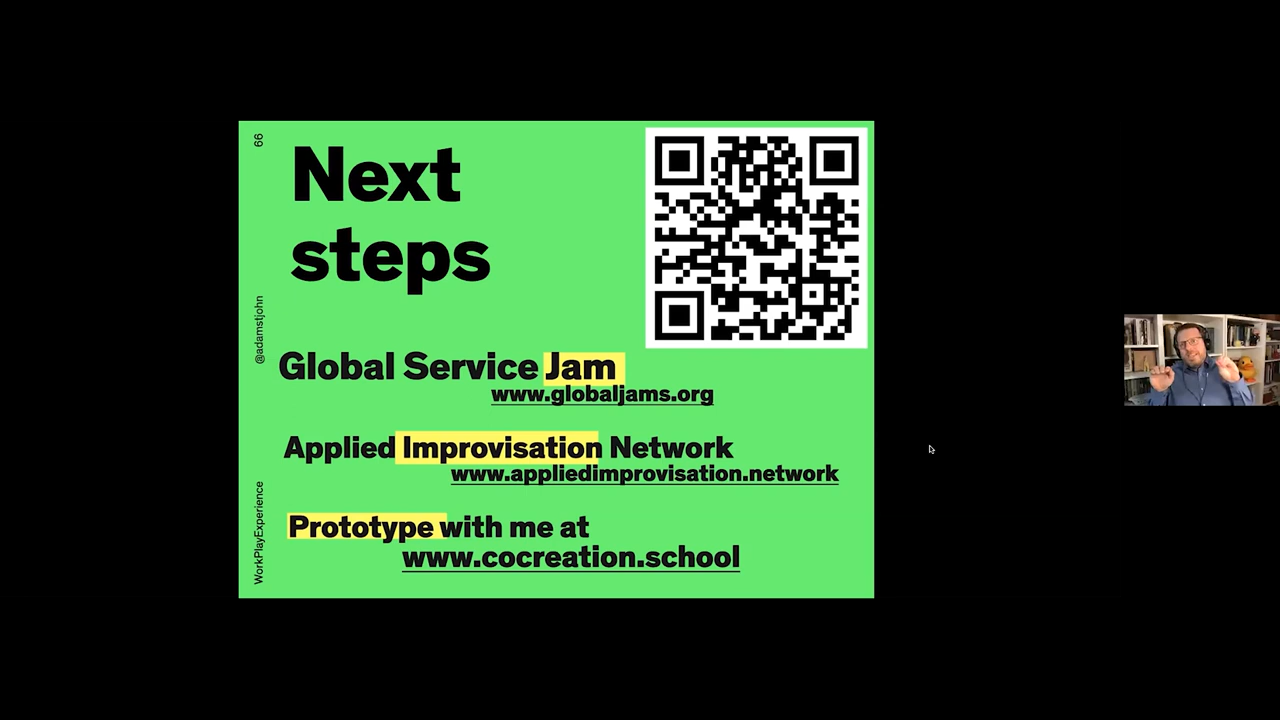 66
@adamstjohn
WorkPlayExperience
Next
steps
Global Service Jam
www.globaljams.org
Applied Improvisation Network
www.appliedimprovisation.network
Prototype with me at
www.cocreation.school